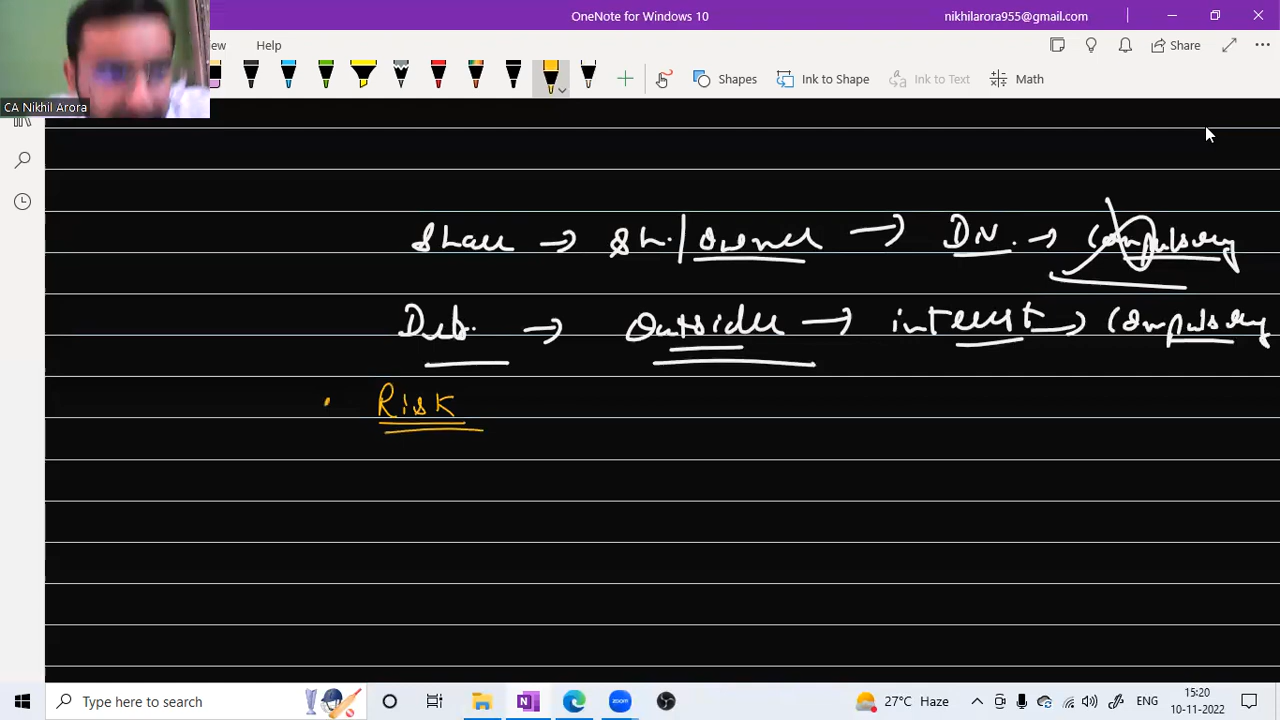 OneNote for Windows 10
nikhilarora955@gmail.com
ew Help
Share
Shapes Ink to Shape Ink to Text Math
CA Nikhil Arora
Share → Sh./Owner → Div. → Compulsory
Deb. → Outsider → interest → Compulsory
• Risk
Type here to search
27°C Haze
ENG
15:20
10-11-2022